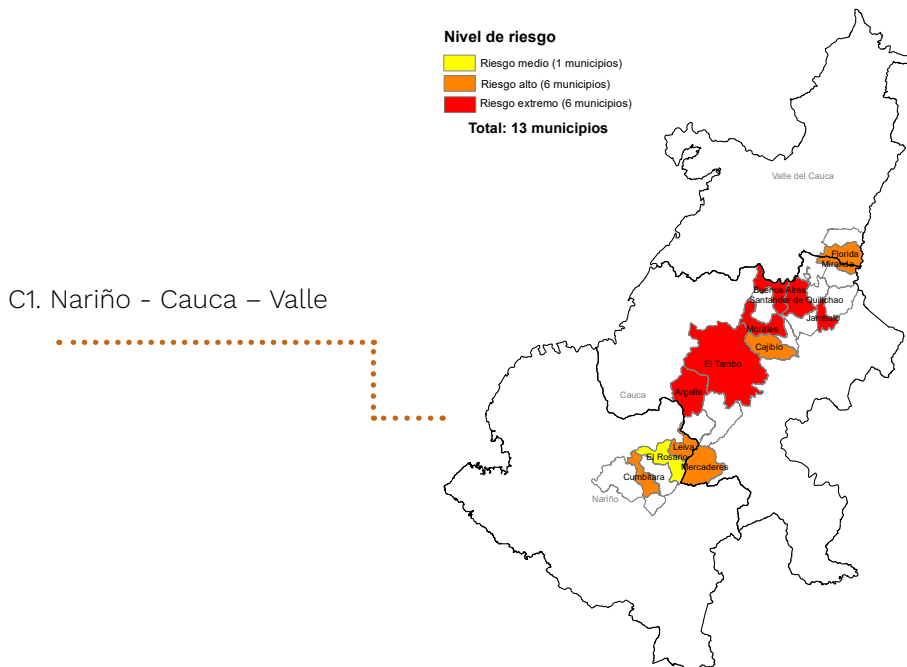 Nivel de riesgo
Riesgo medio (1 municipios)
Riesgo alto (6 municipios)
Riesgo extremo (6 municipios)
Total: 13 municipios
Valle del Cauca
Florida
Miranda
C1. Nariño - Cauca – Valle
Buenos Aires
Santander de Quilichao
Jambaló
Morales
Cajibío
El Tambo
Cauca
Argelia
Leiva
El Rosario
Mercaderes
Cumbitara
Nariño